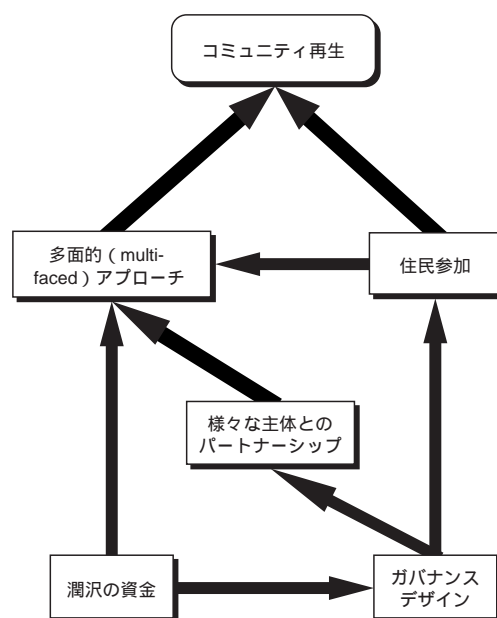 コミュニティ再生
多面的（multi-
faced）アプローチ
住民参加
様々な主体との
パートナーシップ
潤沢の資金
ガバナンス
デザイン